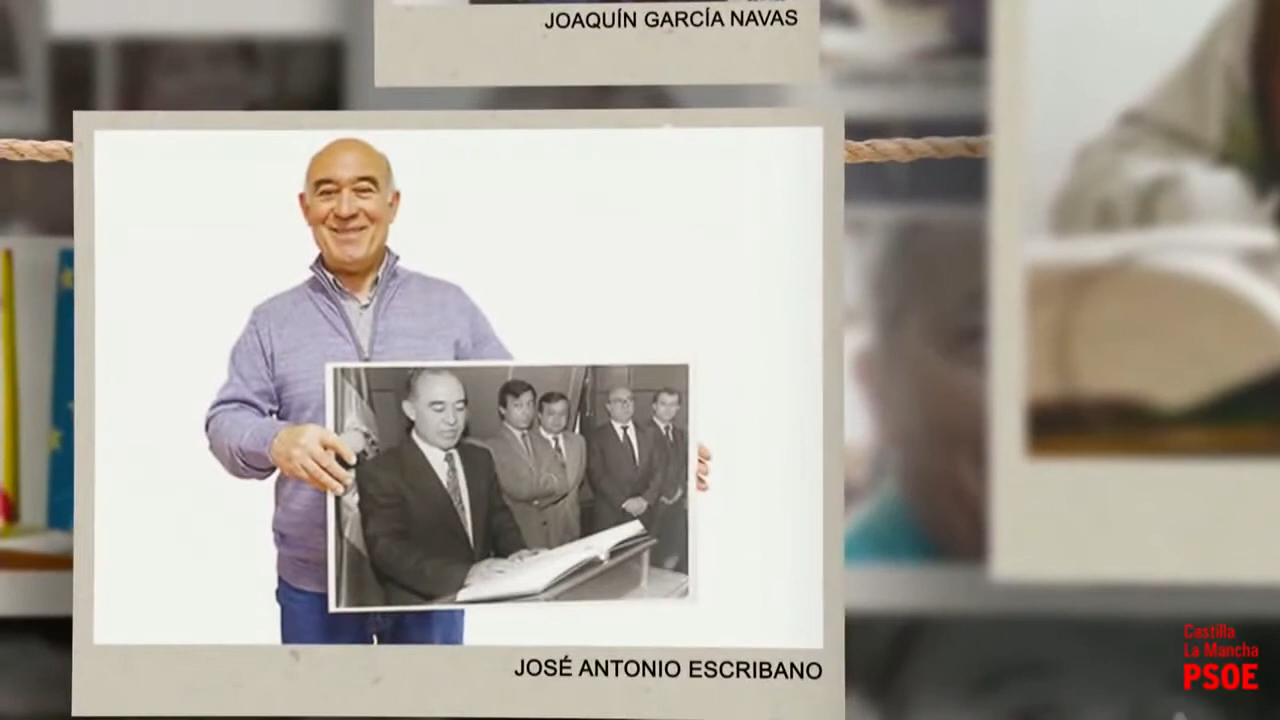 JOAQUÍN GARCÍA NAVAS
JOSÉ ANTONIO ESCRIBANO
Castilla
La Mancha
PSOE